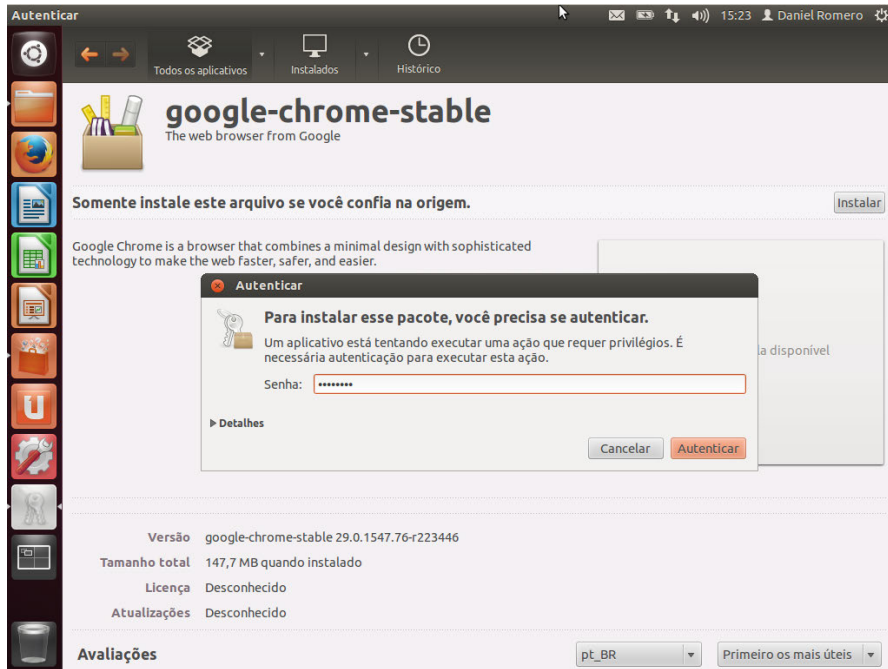 Autenticar
15:23 Daniel Romero
Todos os aplicativos
Instalados
Histórico
google-chrome-stable
The web browser from Google
Somente instale este arquivo se você confia na origem.
Instalar
Google Chrome is a browser that combines a minimal design with sophisticated
technology to make the web faster, safer, and easier.
Autenticar
Para instalar esse pacote, você precisa se autenticar.
Um aplicativo está tentando executar uma ação que requer privilégios. É
necessária autenticação para executar esta ação.
disponível
Senha: ••••••••
Detalhes
Cancelar
Autenticar
Versão google-chrome-stable 29.0.1547.76-r223446
Tamanho total 147,7 MB quando instalado
Licença Desconhecido
Atualizações Desconhecido
Avaliações
pt_BR
Primeiro os mais úteis